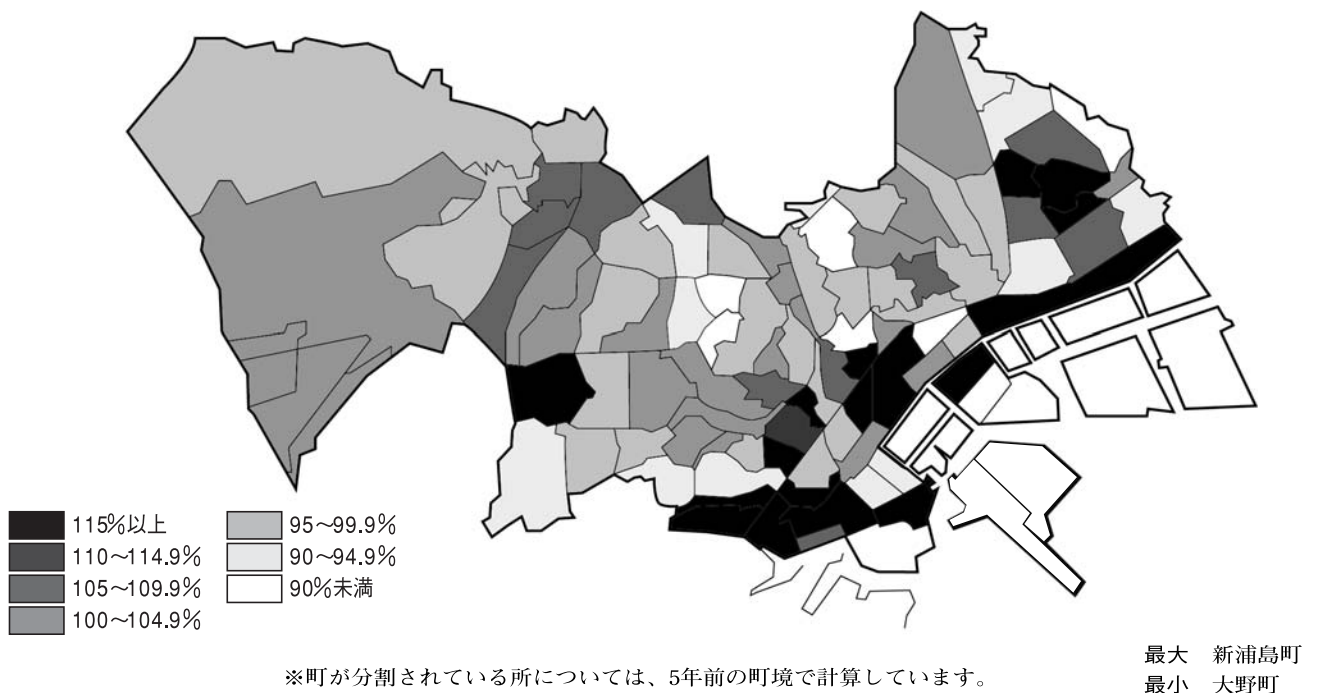 115%以上
110～114.9%
105～109.9%
100～104.9%
95～99.9%
90～94.9%
90%未満
※町が分割されている所については、5年前の町境で計算しています。
最大　新浦島町
最小　大野町